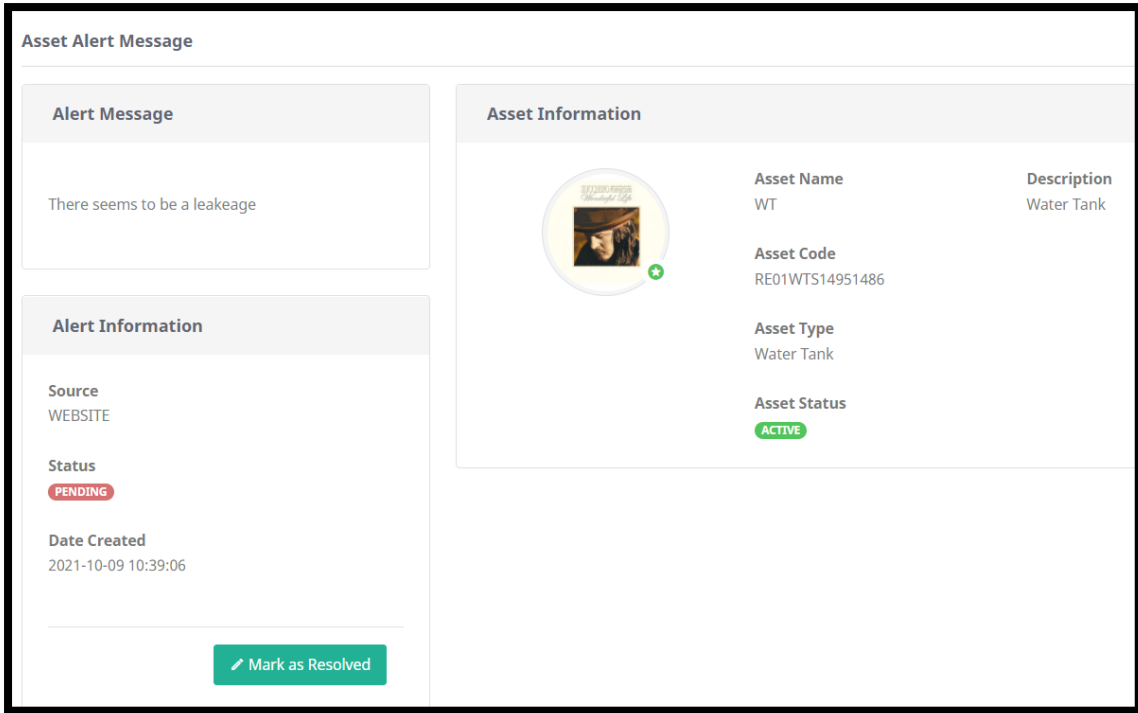 Asset Alert Message
Alert Message
There seems to be a leakeage
Alert Information
Source
WEBSITE
Status
PENDING
Date Created
2021-10-09 10:39:06
Mark as Resolved
Asset Information
Wonderful Life
Asset Name
WT
Description
Water Tank
Asset Code
RE01WTS14951486
Asset Type
Water Tank
Asset Status
ACTIVE